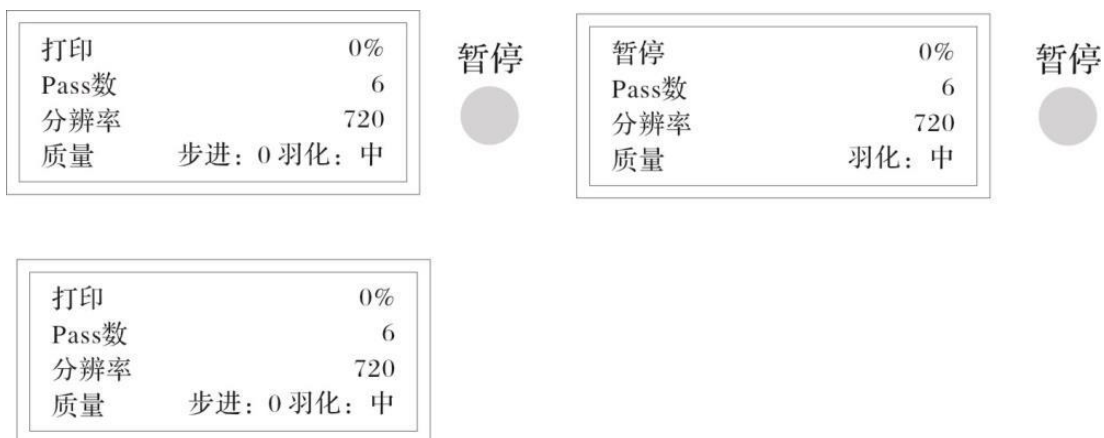 打印 0%
Pass数 6
分辨率 720
质量 步进：0 羽化：中
暂停
暂停 0%
Pass数 6
分辨率 720
质量 羽化：中
暂停
打印 0%
Pass数 6
分辨率 720
质量 步进：0 羽化：中